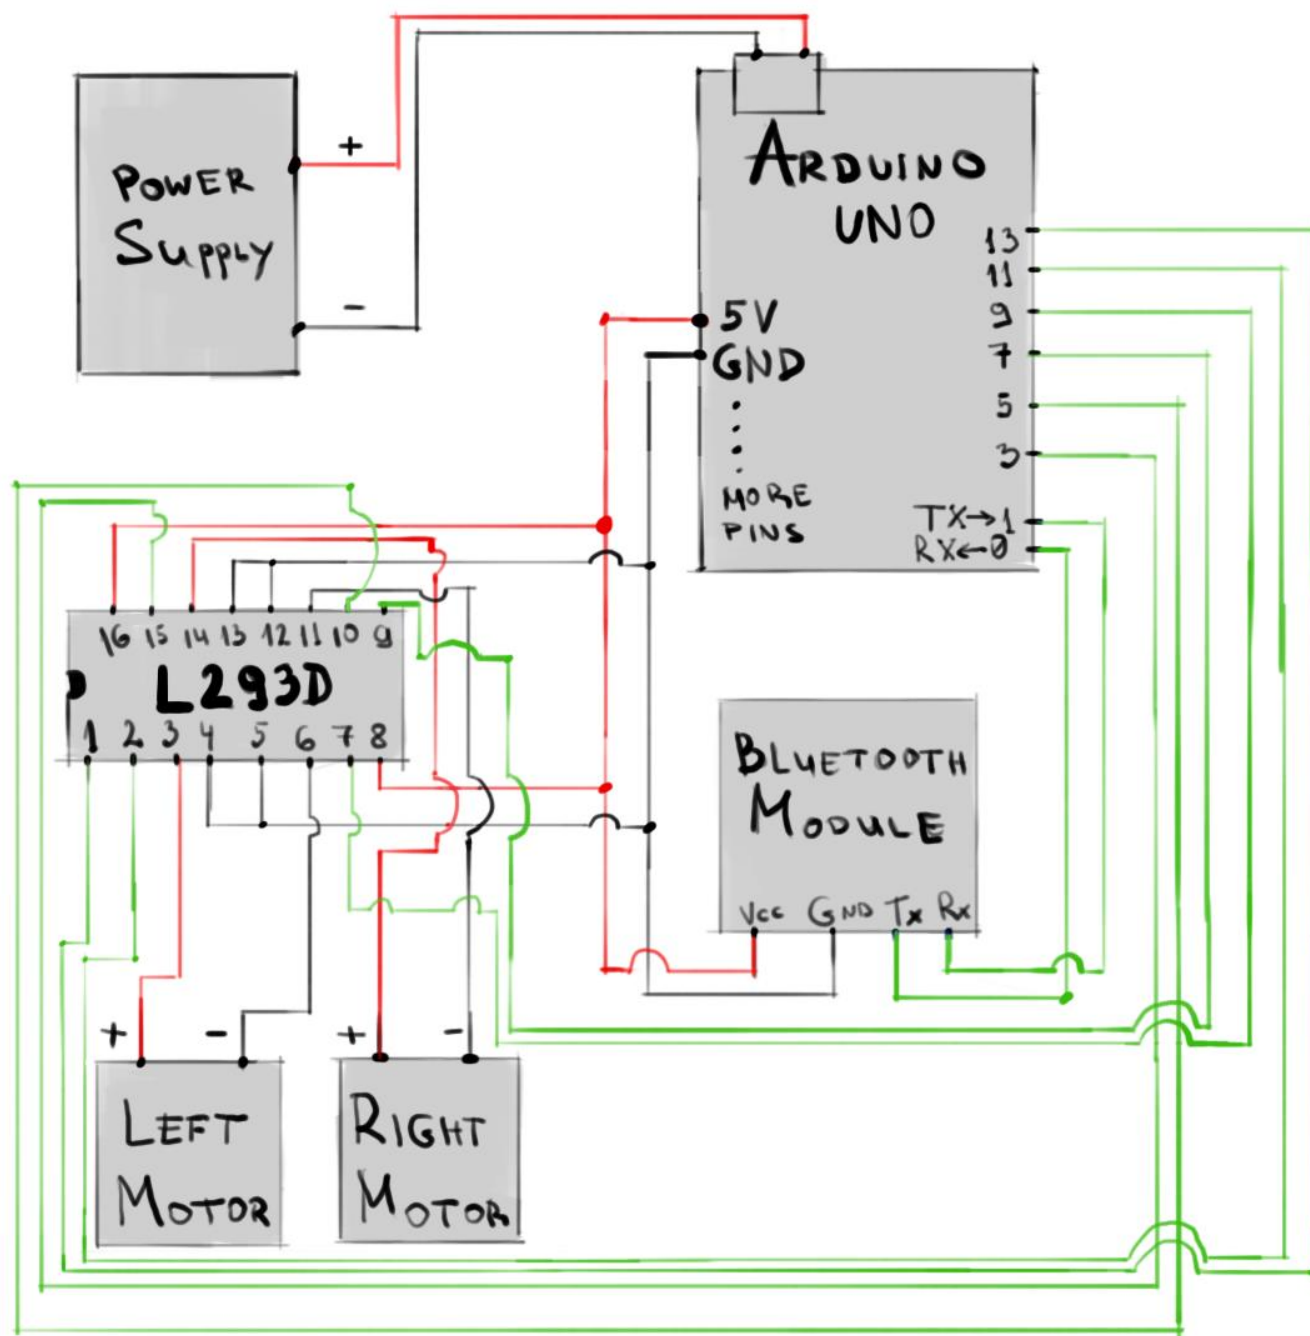 POWER
SUPPLY
+
-
ARDUINO
UNO
5V
GND
MORE
PINS
13
11
9
7
5
3
TX→1
RX←0
16 15 14 13 12 11 10 9
L293D
1 2 3 4 5 6 7 8
BLUETOOTH
MODULE
Vcc GND Tx Rx
+ -
LEFT
MOTOR
+ -
RIGHT
MOTOR